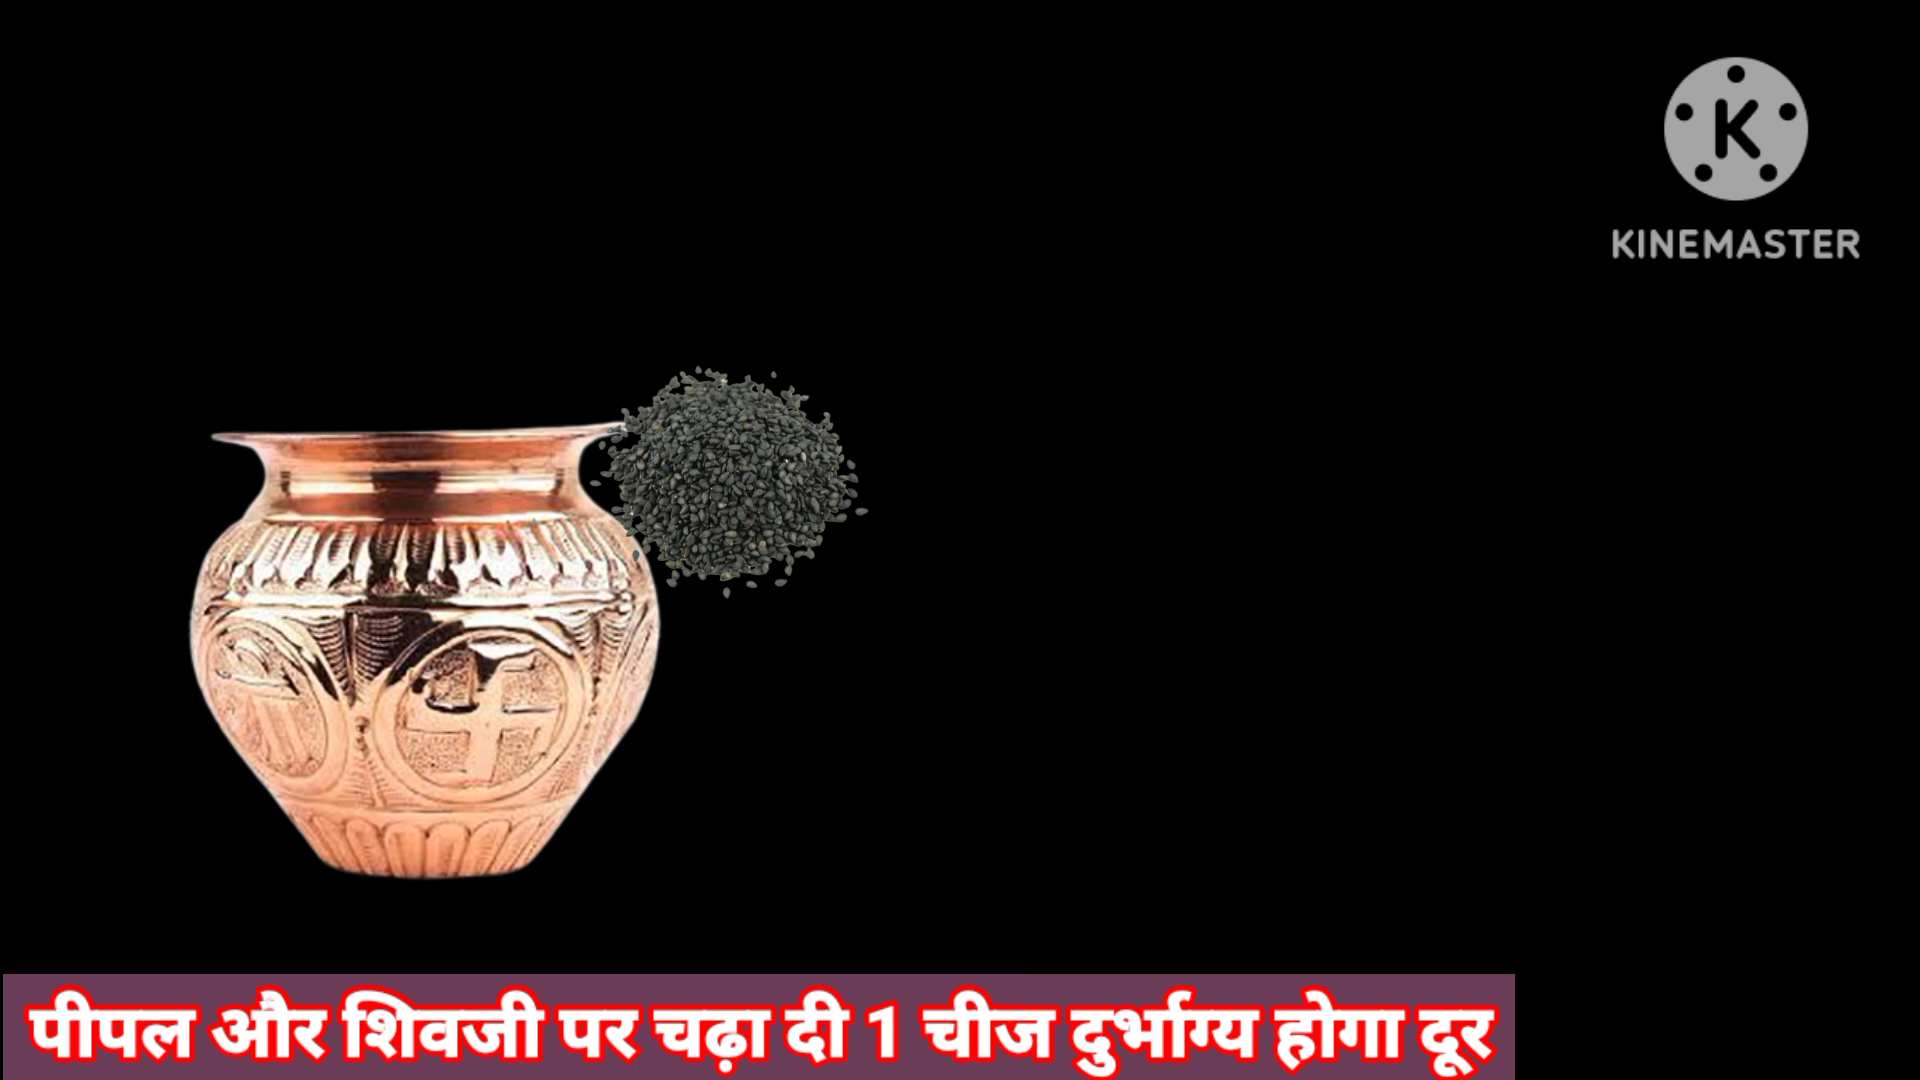 K
KINEMASTER
पीपल और शिवजी पर चढ़ा दी 1 चीज दुर्भाग्य होगा दूर